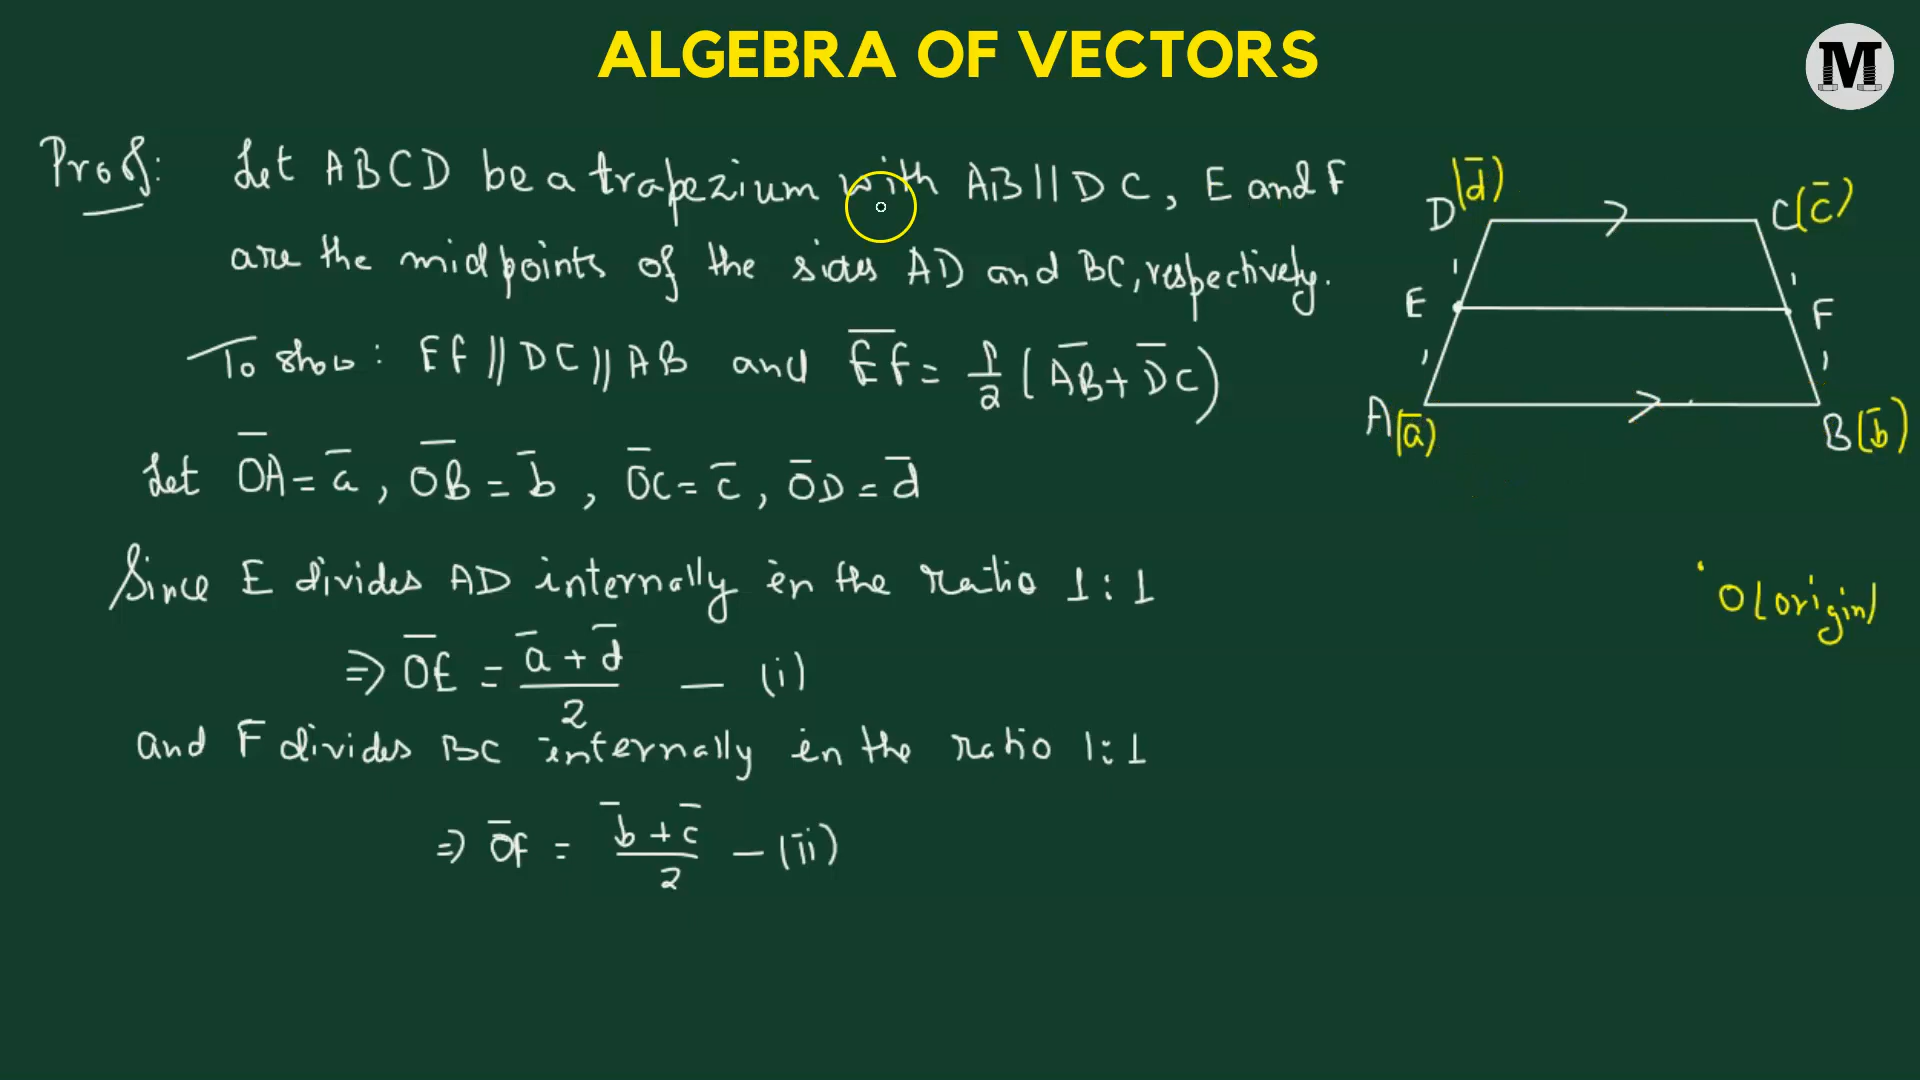 ALGEBRA OF VECTORS
M
Proof: Let ABCD be a trapezium with AB || DC, E and F
are the midpoints of the sides AD and BC, respectively.
To show: EF || DC || AB and E̅F̅ = 1/2 (A̅B̅ + D̅C̅)
Let O̅A̅ = a̅, O̅B̅ = b̅, O̅C̅ = c̅, O̅D̅ = d̅
Since E divides AD internally in the ratio 1:1
⇒ O̅E̅ = (a̅ + d̅)/2 — (i)
and F divides BC internally in the ratio 1:1
⇒ O̅F̅ = (b̅ + c̅)/2 — (ii)
D(d̅) C(c̅)
E F
A(a̅) B(b̅)
O(origin)